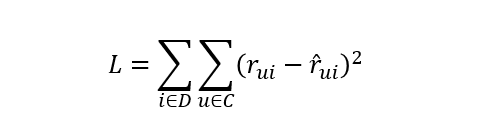 L = ∑_{i∈D} ∑_{u∈C} (r_{ui} − r̂_{ui})²